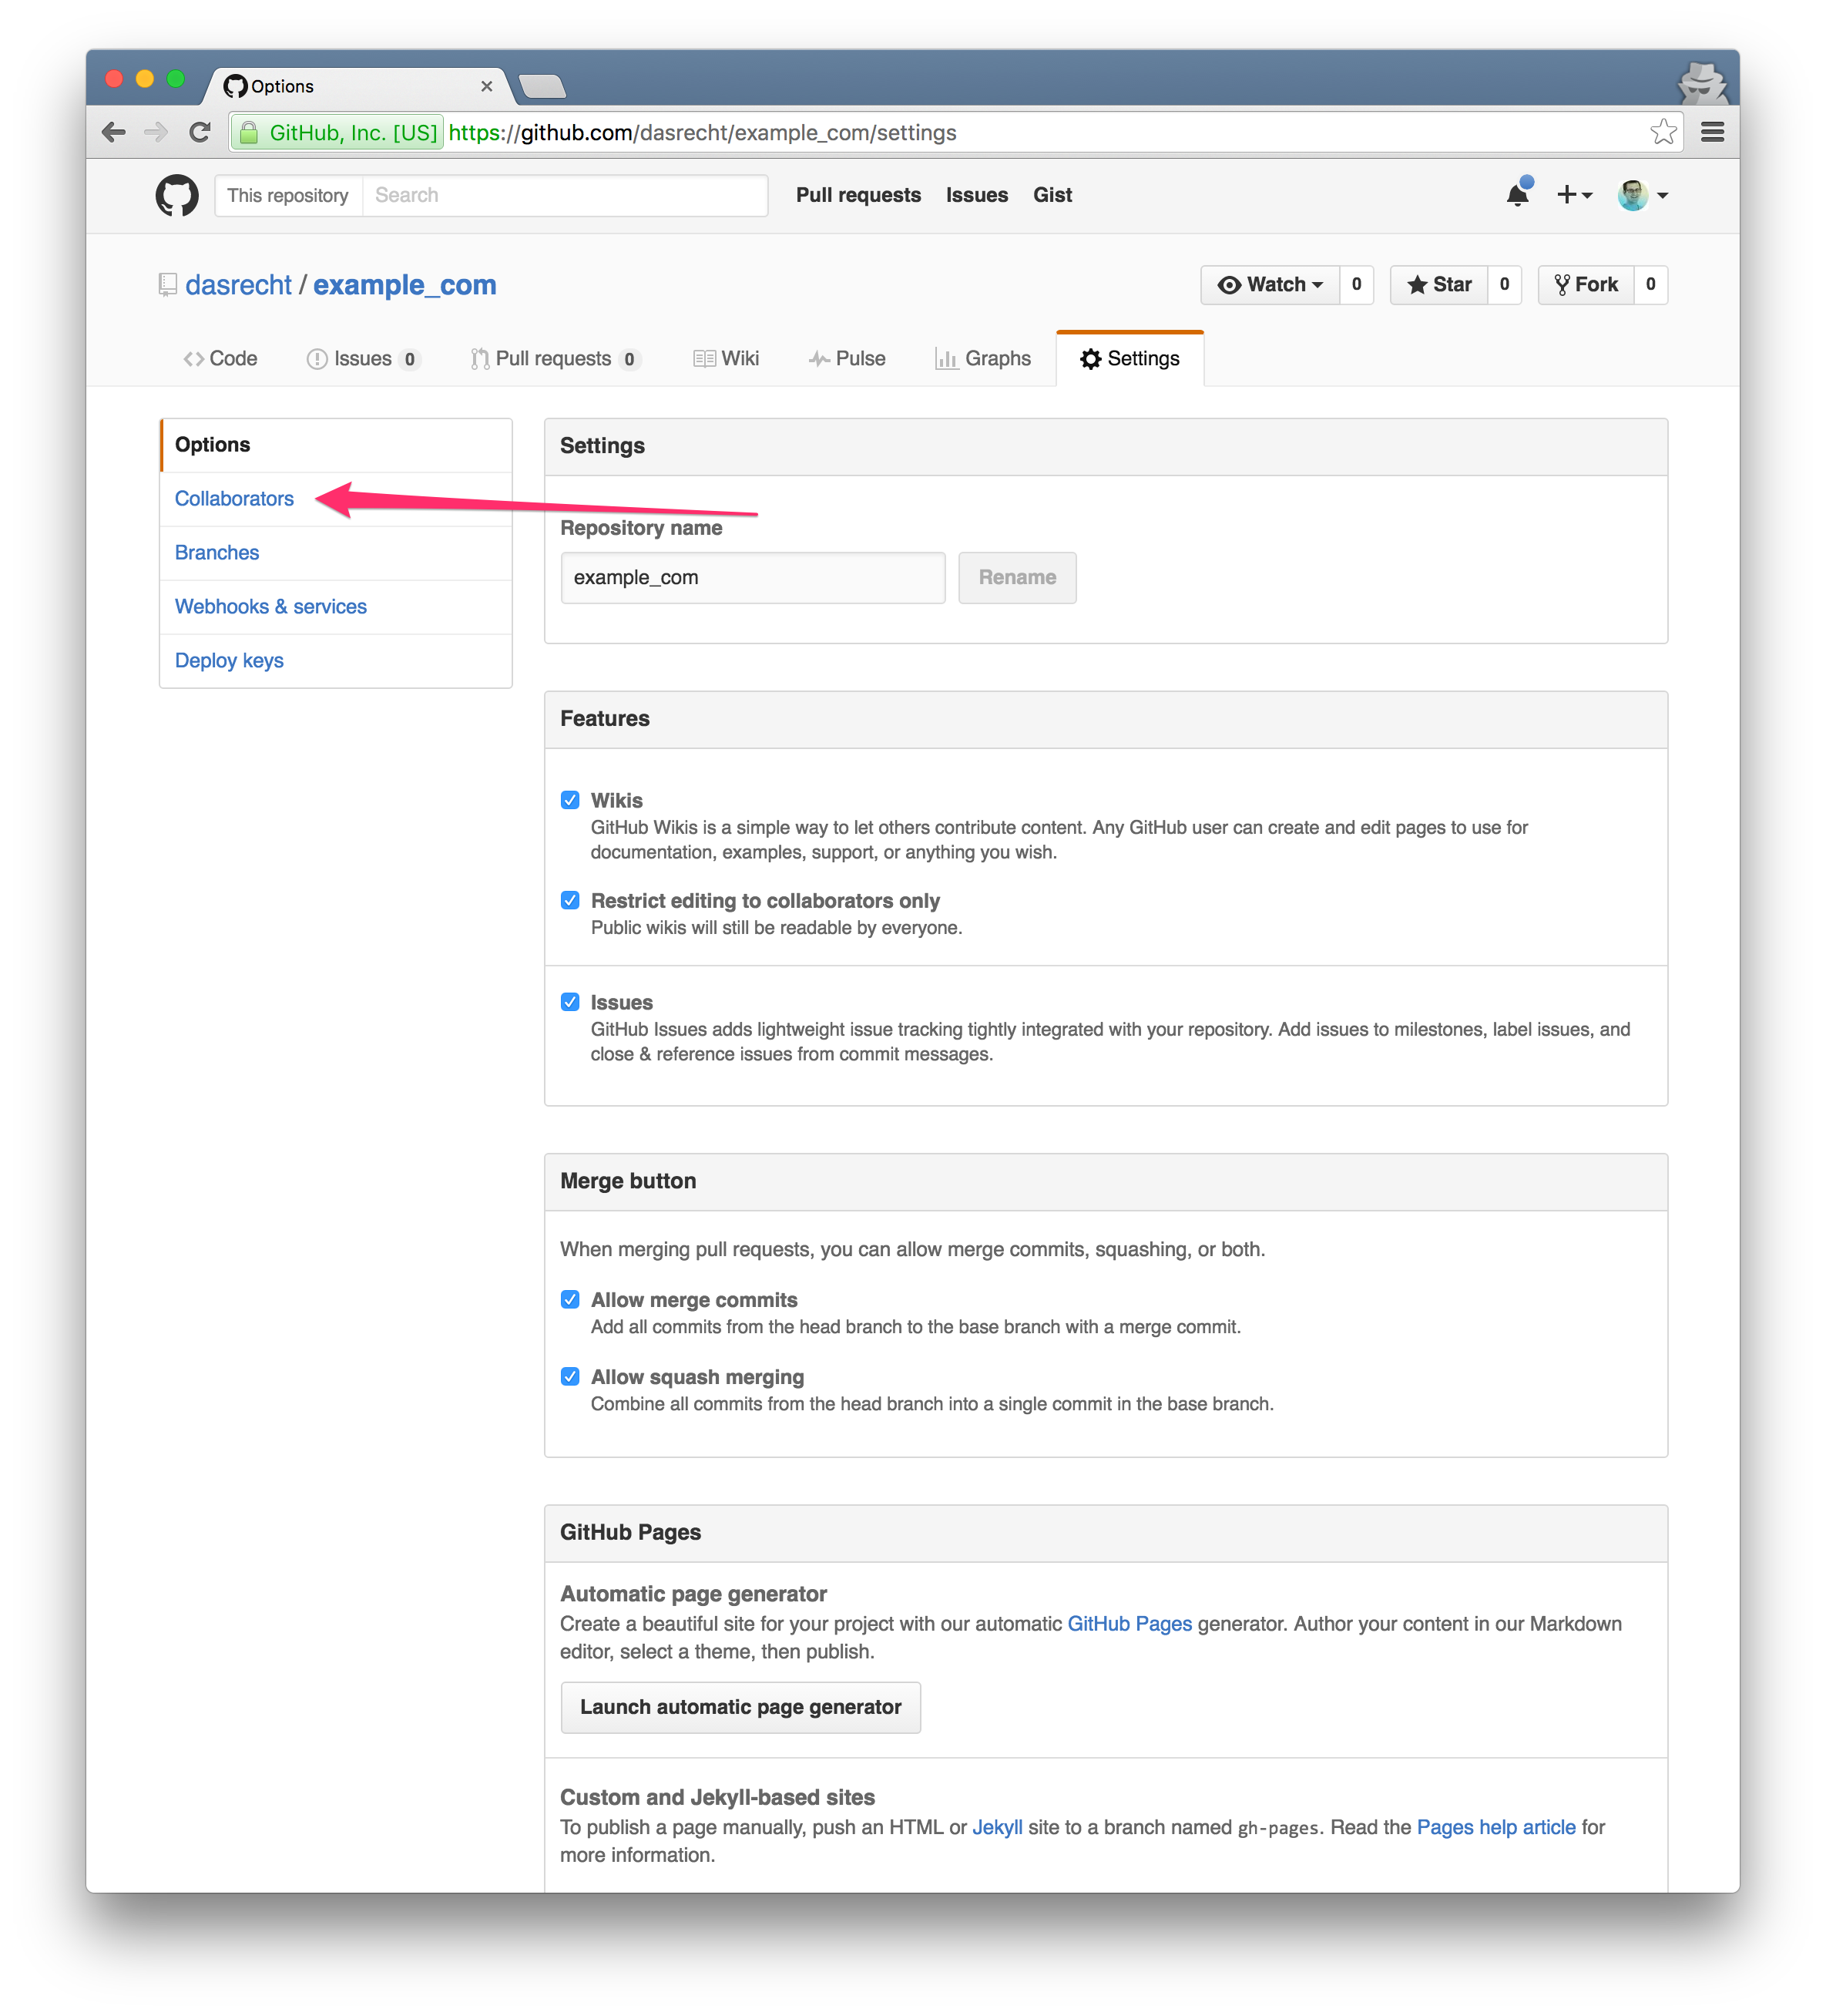 Options
GitHub, Inc. [US] https://github.com/dasrecht/example_com/settings
This repository Search Pull requests Issues Gist
dasrecht / example_com Watch 0 Star 0 Fork 0
Code Issues 0 Pull requests 0 Wiki Pulse Graphs Settings
Options
Collaborators
Branches
Webhooks & services
Deploy keys
Settings
Repository name
example_com Rename
Features
Wikis
GitHub Wikis is a simple way to let others contribute content. Any GitHub user can create and edit pages to use for
documentation, examples, support, or anything you wish.
Restrict editing to collaborators only
Public wikis will still be readable by everyone.
Issues
GitHub Issues adds lightweight issue tracking tightly integrated with your repository. Add issues to milestones, label issues, and
close & reference issues from commit messages.
Merge button
When merging pull requests, you can allow merge commits, squashing, or both.
Allow merge commits
Add all commits from the head branch to the base branch with a merge commit.
Allow squash merging
Combine all commits from the head branch into a single commit in the base branch.
GitHub Pages
Automatic page generator
Create a beautiful site for your project with our automatic GitHub Pages generator. Author your content in our Markdown
editor, select a theme, then publish.
Launch automatic page generator
Custom and Jekyll-based sites
To publish a page manually, push an HTML or Jekyll site to a branch named gh-pages. Read the Pages help article for
more information.